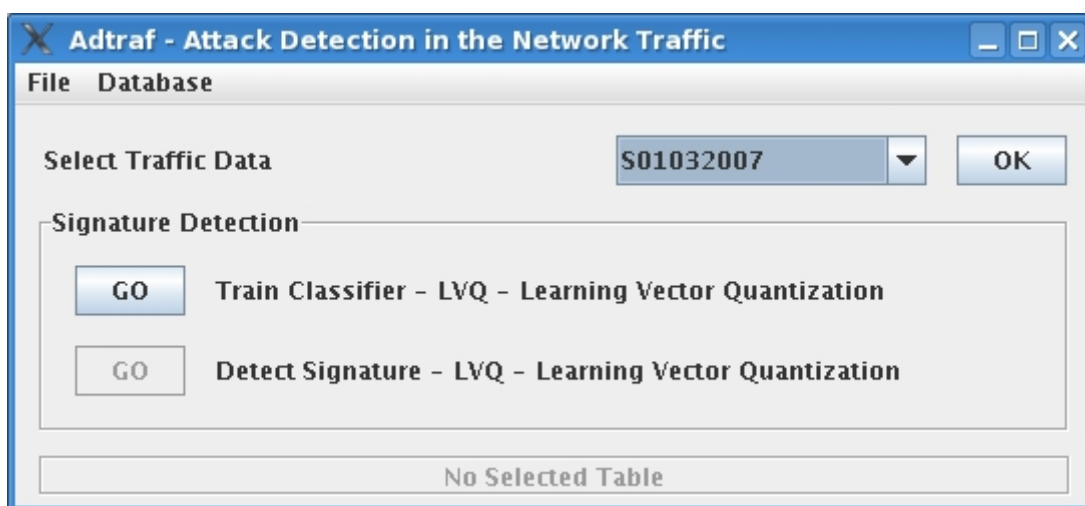 Adtraf - Attack Detection in the Network Traffic
File Database
Select Traffic Data S01032007 OK
Signature Detection
GO Train Classifier - LVQ - Learning Vector Quantization
GO Detect Signature - LVQ - Learning Vector Quantization
No Selected Table